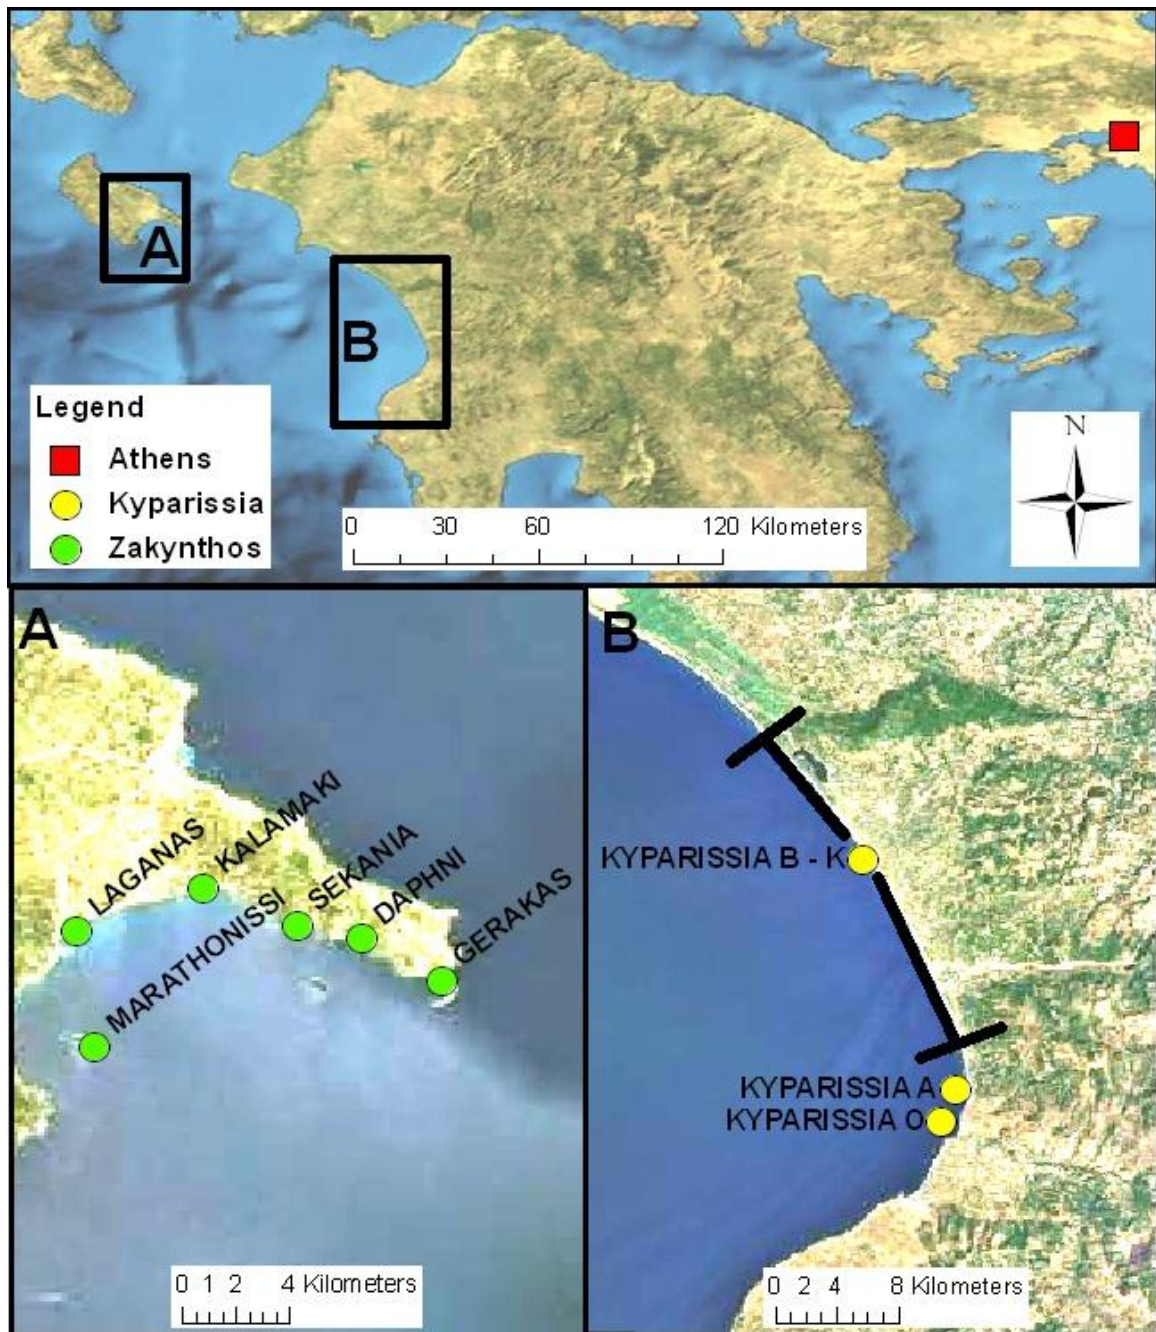 A
B
Legend
Athens
Kyparissia
Zakynthos
0 30 60 120 Kilometers
N
A
LAGANAS
KALAMAKI
MARATHONISSI
SEKANIA
DAPHNI
GERAKAS
0 1 2 4 Kilometers
B
KYPARISSIA B - K
KYPARISSIA A
KYPARISSIA O
0 2 4 8 Kilometers